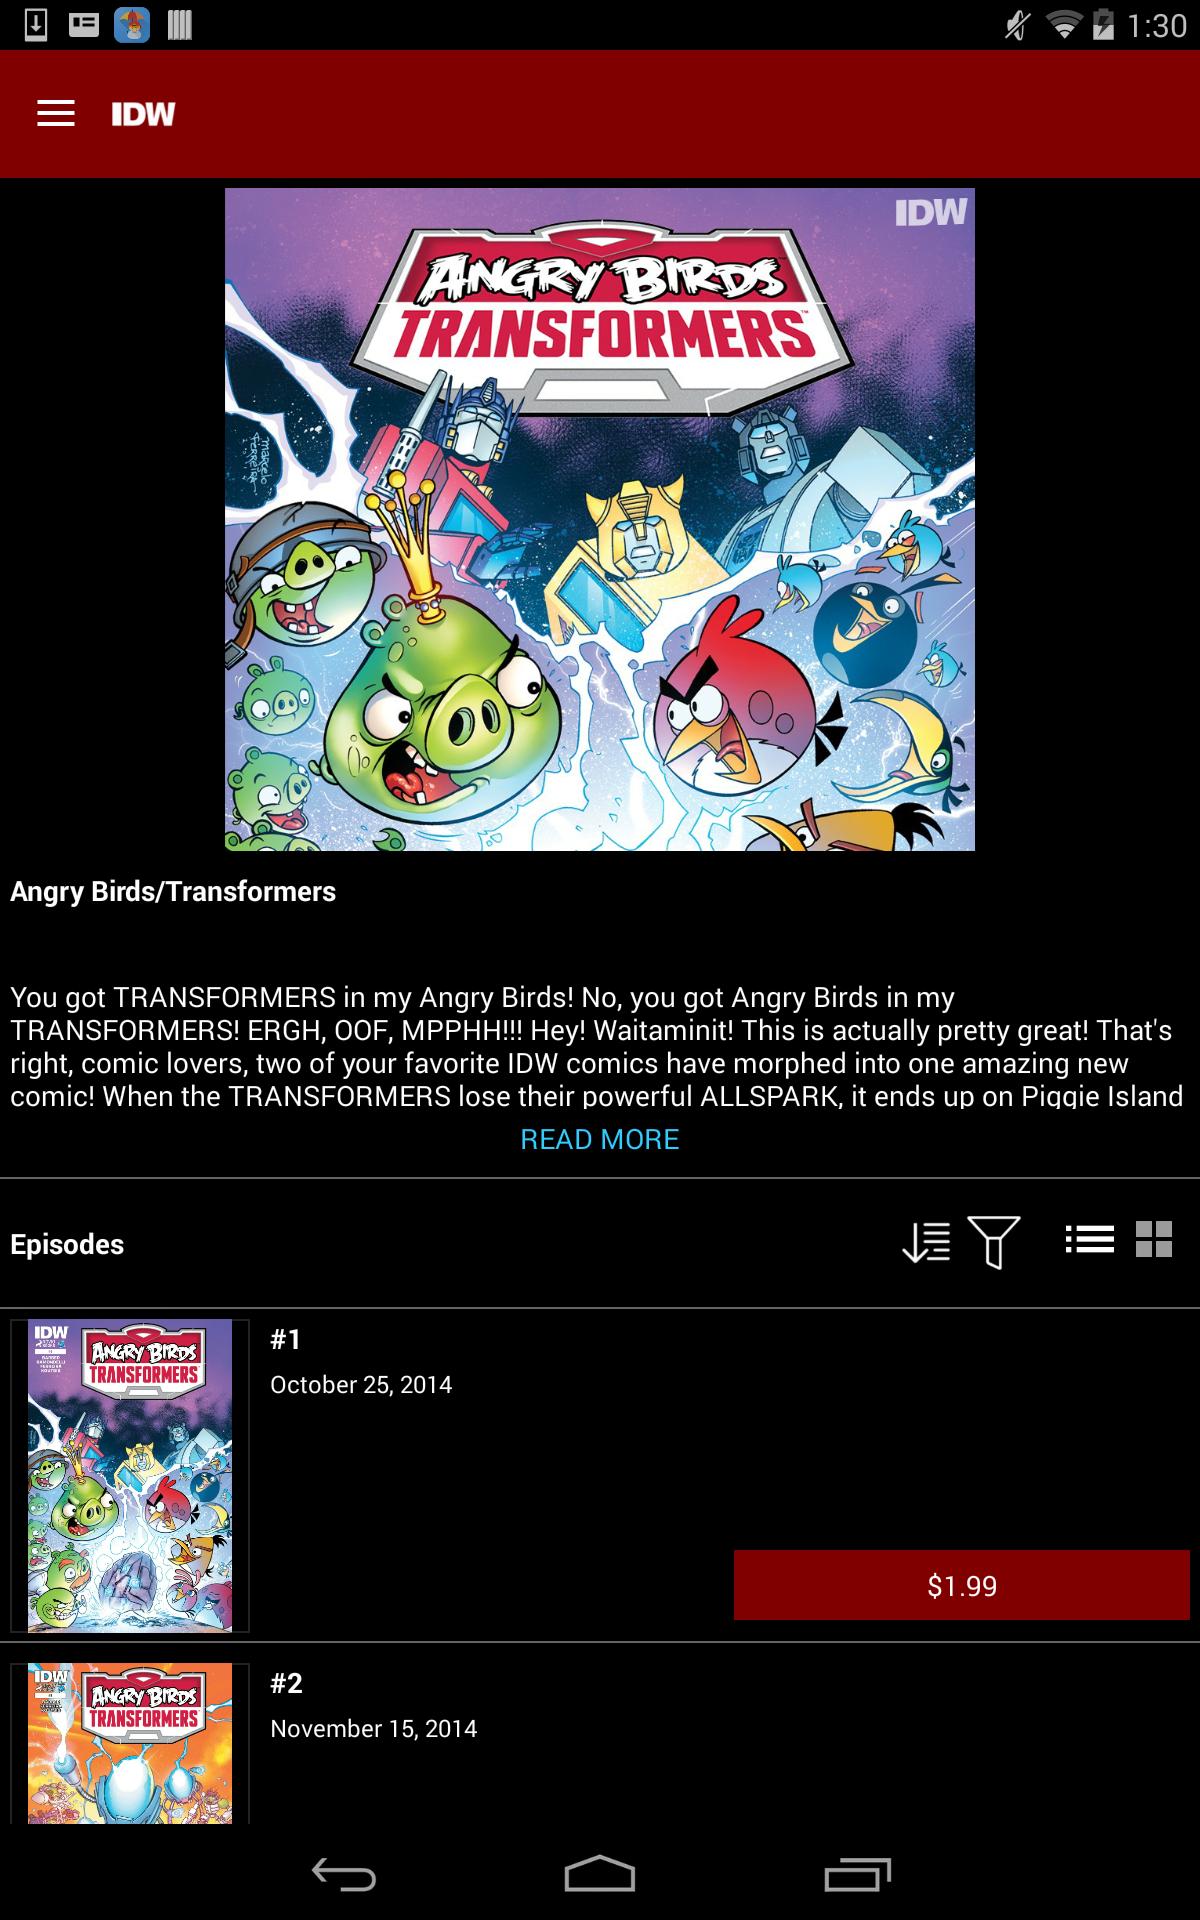 1:30
IDW
IDW
ANGRY BIRDS
TRANSFORMERS™
MARCELO
FERREIRA
Angry Birds/Transformers
You got TRANSFORMERS in my Angry Birds! No, you got Angry Birds in my
TRANSFORMERS! ERGH, OOF, MPPHH!!! Hey! Waitaminit! This is actually pretty great! That's
right, comic lovers, two of your favorite IDW comics have morphed into one amazing new
comic! When the TRANSFORMERS lose their powerful ALLSPARK, it ends up on Piggie Island
READ MORE
Episodes
IDW
ANGRY BIRDS
TRANSFORMERS
#1
October 25, 2014
$1.99
IDW
ANGRY BIRDS
TRANSFORMERS
#2
November 15, 2014